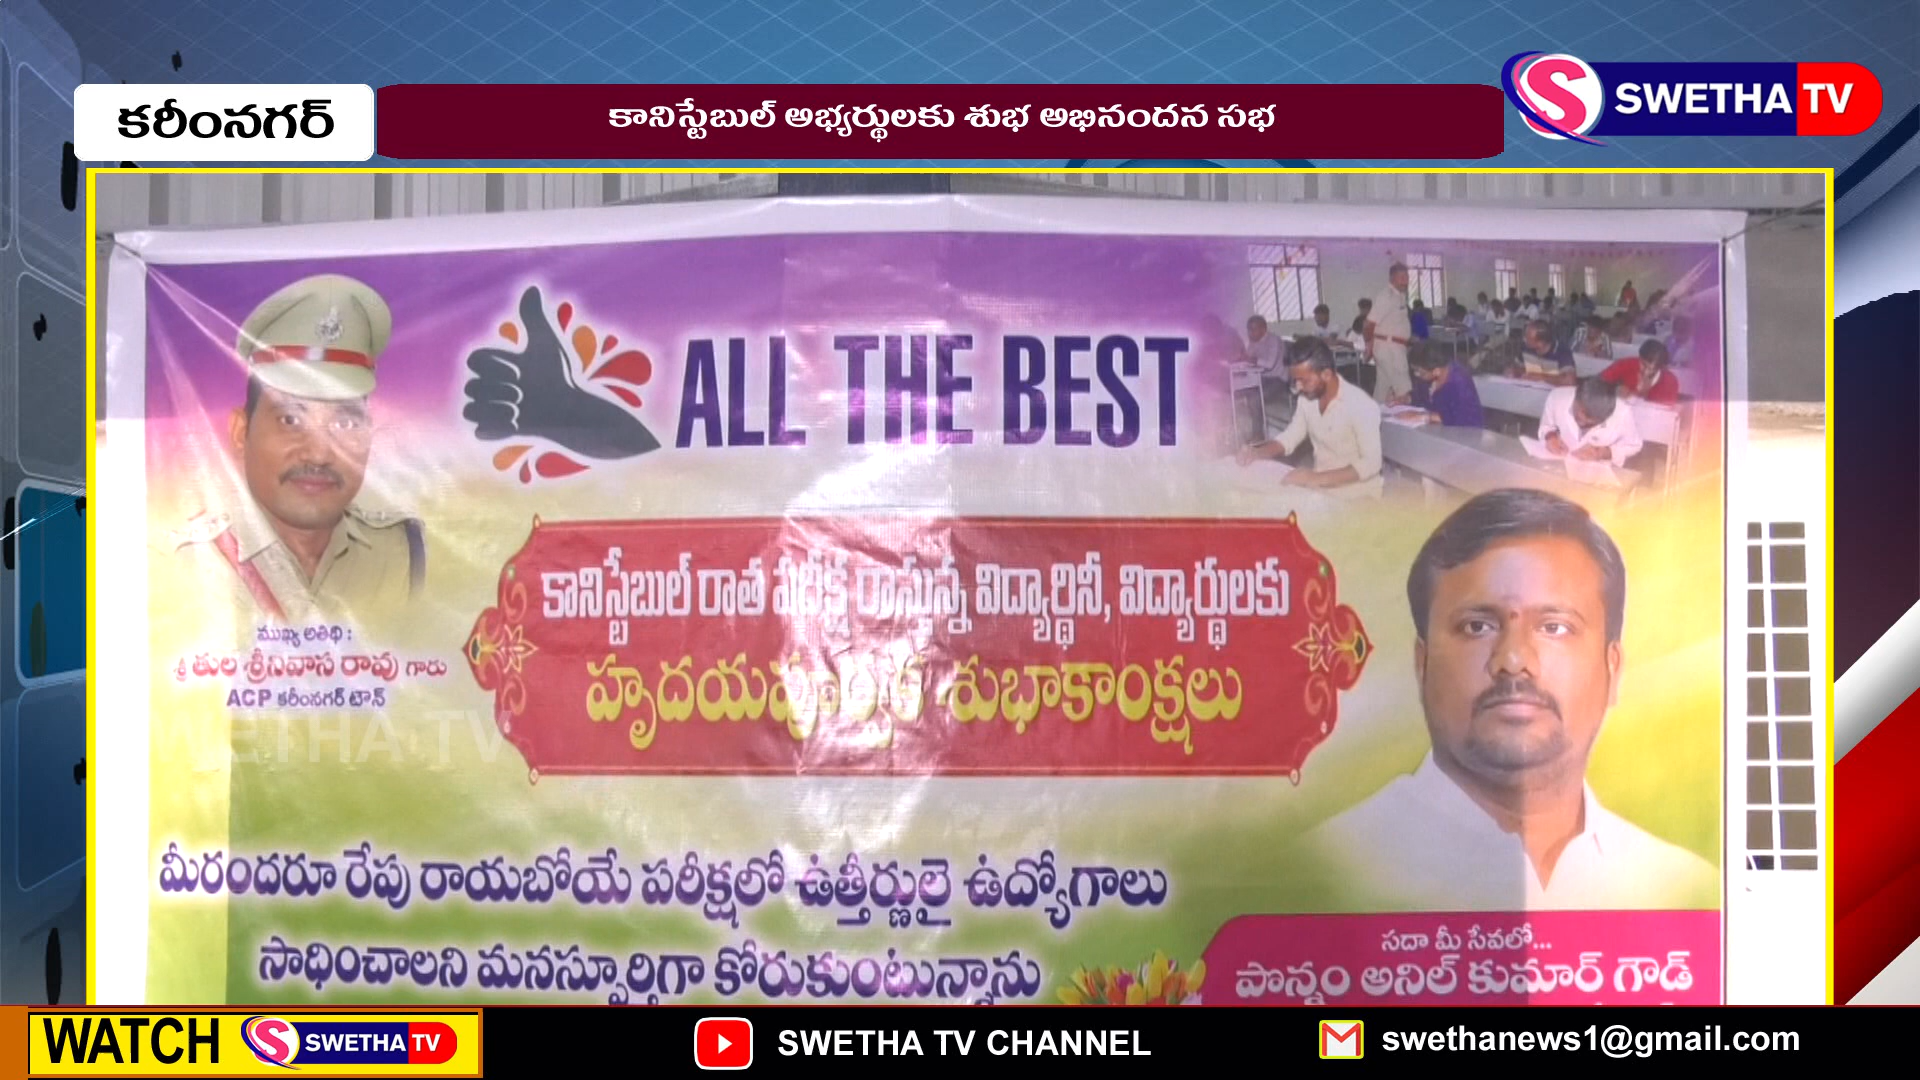 కరీంనగర్
కానిస్టేబుల్ అభ్యర్థులకు శుభ అభినందన సభ
SWETHA TV
ALL THE BEST
కానిస్టేబుల్ రాత పరీక్ష రాస్తున్న విద్యార్థినీ, విద్యార్థులకు
హృదయపూర్వక శుభాకాంక్షలు
ముఖ్య అతిథి :
శ్రీ తుల శ్రీనివాస రావు గారు
ACP కరీంనగర్ టౌన్
SWETHA TV
మీరందరూ రేపు రాయబోయే పరీక్షలో ఉత్తీర్ణులై ఉద్యోగాలు
సాధించాలని మనస్ఫూర్తిగా కోరుకుంటున్నాను
సదా మీ సేవలో...
పొన్నం అనిల్ కుమార్ గౌడ్
WATCH SWETHA TV
SWETHA TV CHANNEL
swethanews1@gmail.com